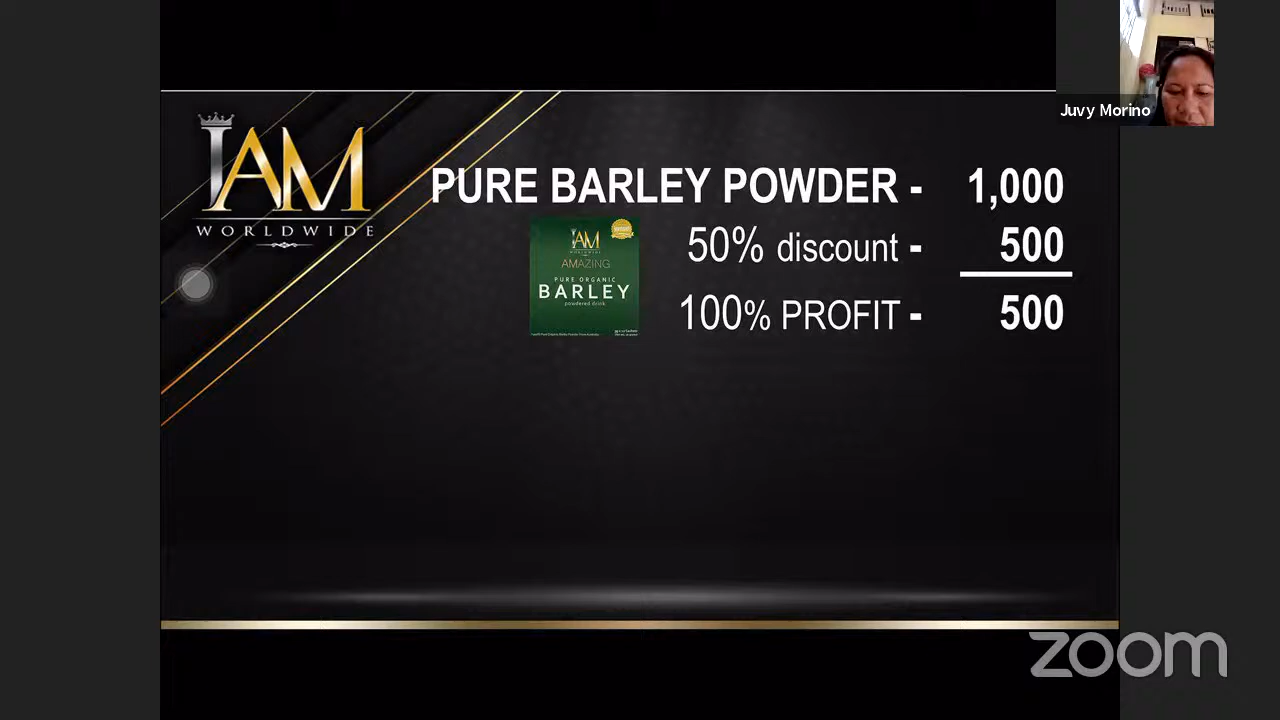 Juvy Morino
IAM
WORLDWIDE
PURE BARLEY POWDER - 1,000
50% discount - 500
100% PROFIT - 500
IAM
WORLDWIDE
AMAZING
PURE ORGANIC
BARLEY
powdered drink
zoom